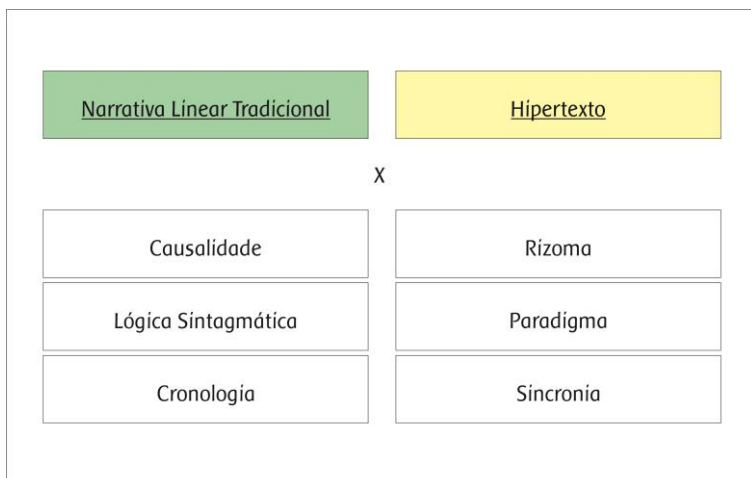 Narrativa Linear Tradicional
Hipertexto
X
Causalidade
Rizoma
Lógica Sintagmática
Paradigma
Cronologia
Sincronia